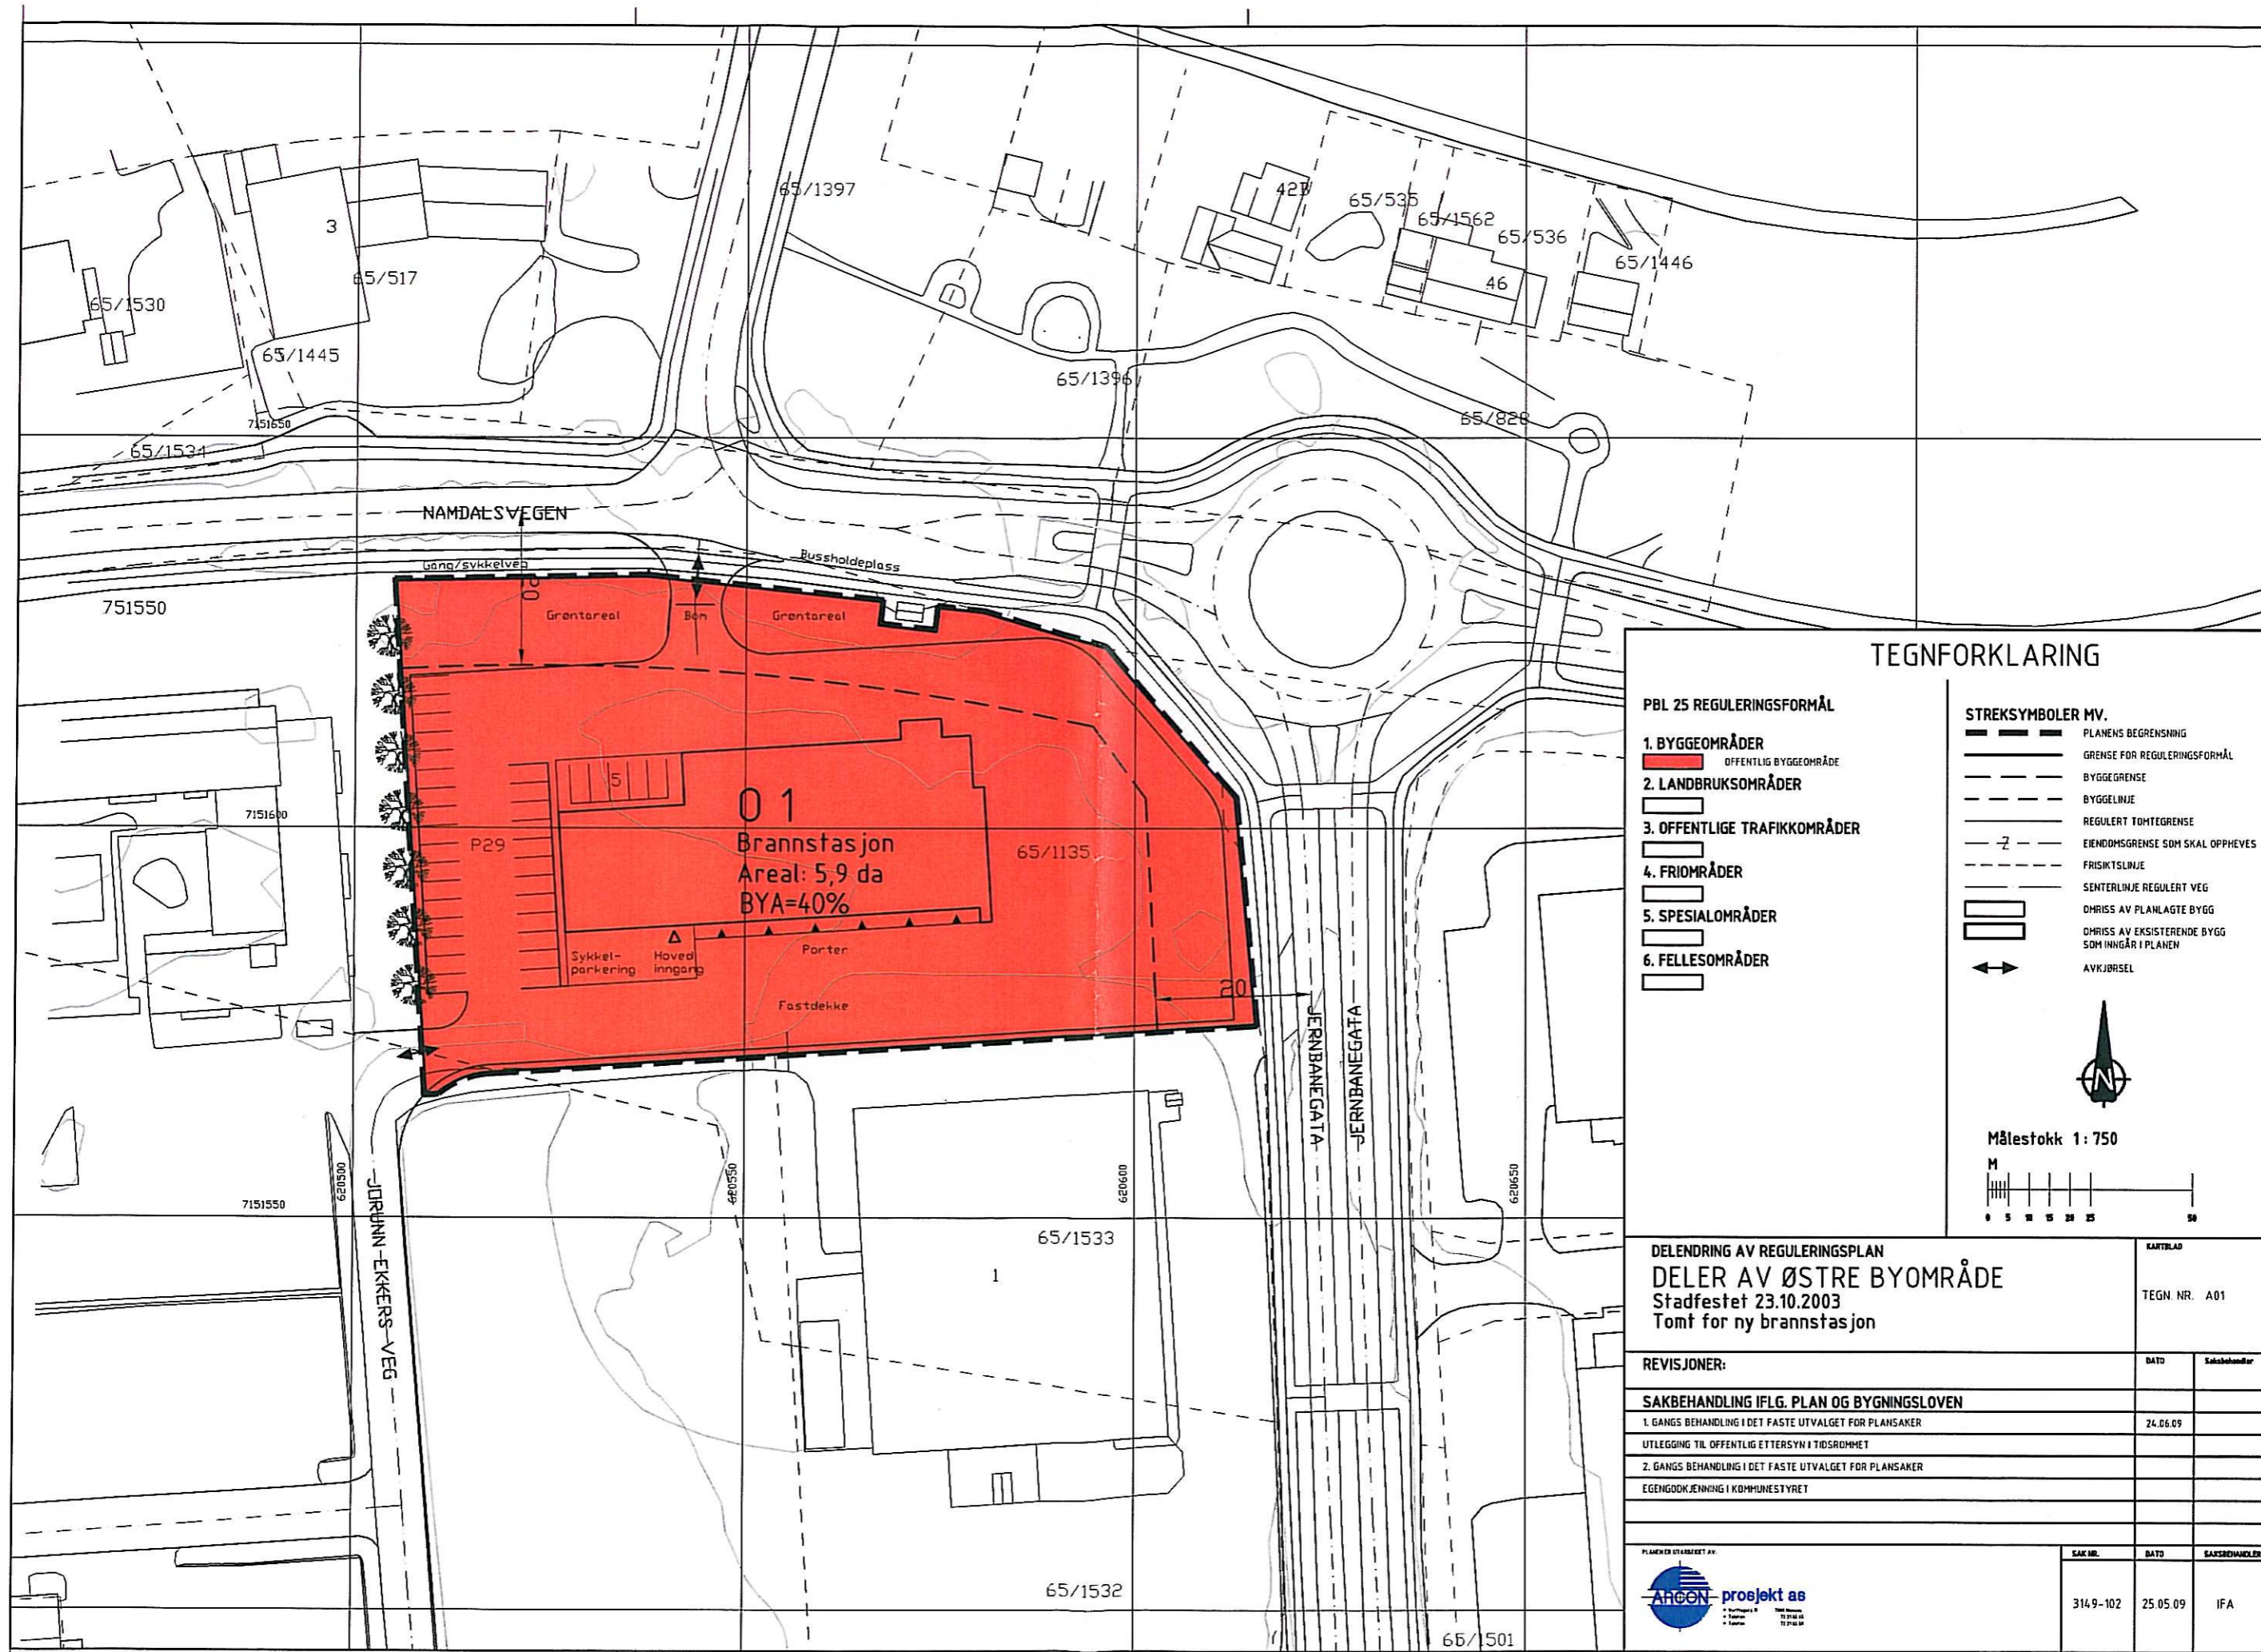 65/1397
42B
65/535
65/1562
65/536
65/1446
46
3
65/517
65/1530
65/1445
65/1396
65/828
7151650
65/1534
NAMDALSVEGEN
Gang/sykkelveg
Bussholdeplass
751550
Grøntareal
Bom
Grøntareal
5
O 1
Brannstasjon
Areal: 5,9 da
BYA=40%
P29
65/1135
7151600
Sykkel-
parkering
Hoved
inngang
Porter
Fastdekke
20
JERNBANEGATA
JERNBANEGATA
JORUNN EKKERS VEG
620500
620550
620600
620650
7151550
65/1533
1
65/1532
65/1501
TEGNFORKLARING
PBL 25 REGULERINGSFORMÅL
1. BYGGEOMRÅDER
OFFENTLIG BYGGEOMRÅDE
2. LANDBRUKSOMRÅDER
3. OFFENTLIGE TRAFIKKOMRÅDER
4. FRIOMRÅDER
5. SPESIALOMRÅDER
6. FELLESOMRÅDER
STREKSYMBOLER MV.
PLANENS BEGRENSNING
GRENSE FOR REGULERINGSFORMÅL
BYGGEGRENSE
BYGGELINJE
REGULERT TOMTEGRENSE
EIENDOMSGRENSE SOM SKAL OPPHEVES
FRISIKTSLINJE
SENTERLINJE REGULERT VEG
OMRISS AV PLANLAGTE BYGG
OMRISS AV EKSISTERENDE BYGG
SOM INNGÅR I PLANEN
AVKJØRSEL
N
Målestokk 1:750
M
0 5 10 15 20 25 50
DELENDRING AV REGULERINGSPLAN
DELER AV ØSTRE BYOMRÅDE
Stadfestet 23.10.2003
Tomt for ny brannstasjon
KARTBLAD
TEGN. NR. A01
REVISJONER:
DATO
Saksbehandler
SAKBEHANDLING IFLG. PLAN OG BYGNINGSLOVEN
1. GANGS BEHANDLING I DET FASTE UTVALGET FOR PLANSAKER
24.06.09
UTLEGGING TIL OFFENTLIG ETTERSYN I TIDSROMMET
2. GANGS BEHANDLING I DET FASTE UTVALGET FOR PLANSAKER
EGENGODKJENNING I KOMMUNESTYRET
PLANEN ER UTARBEIDET AV:
ARCON prosjekt as
SAK NR.
DATO
SAKSBEHANDLER
3149-102
25.05.09
IFA